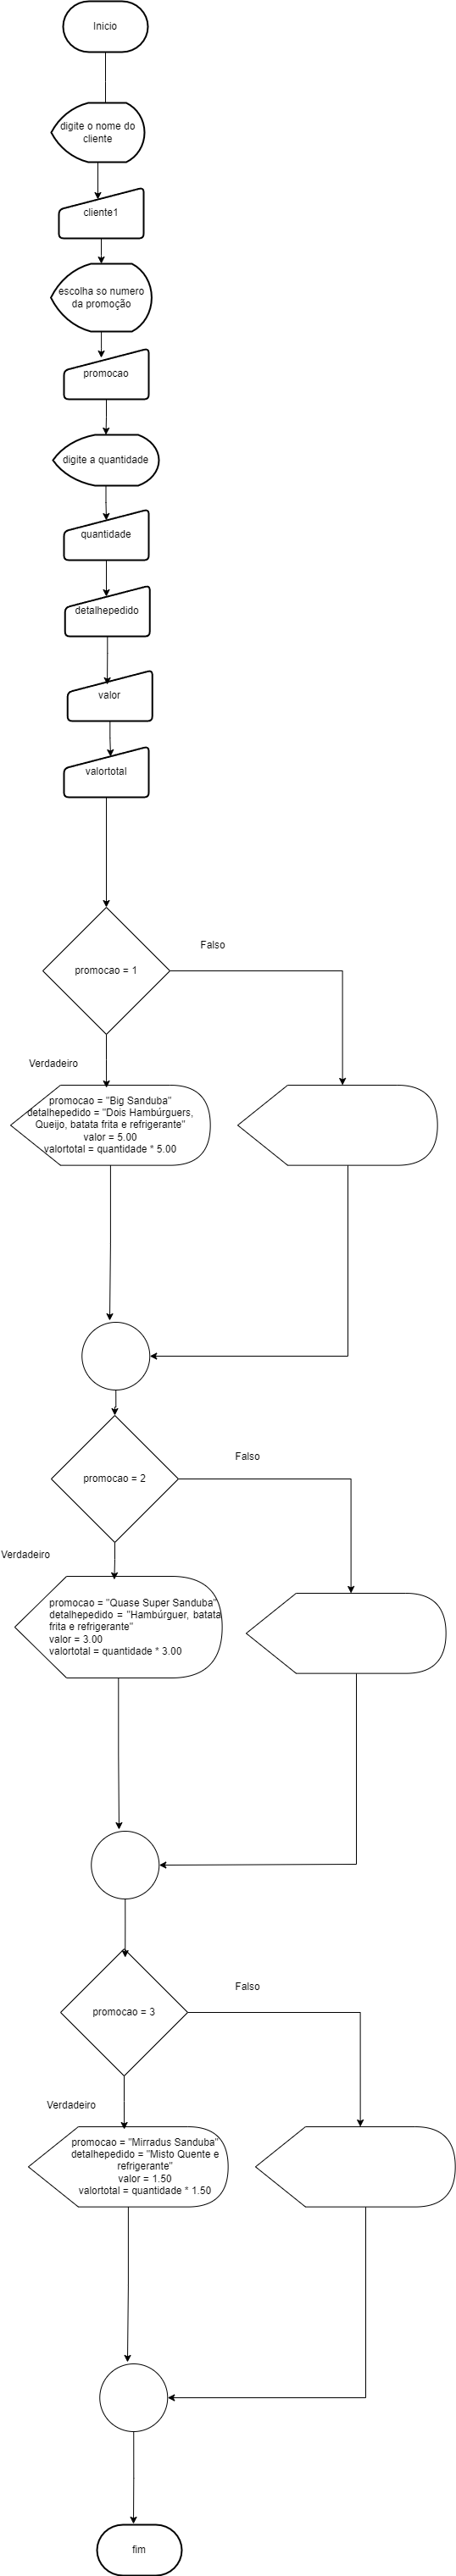 Inicio
digite o nome do
cliente
cliente1
escolha so numero
da promoção
promocao
digite a quantidade
quantidade
detalhepedido
valor
valortotal
Falso
promocao = 1
Verdadeiro
promocao = "Big Sanduba"
detalhepedido = "Dois Hambúrguers,
Queijo, batata frita e refrigerante"
valor = 5.00
valortotal = quantidade * 5.00
Falso
promocao = 2
Verdadeiro
promocao = "Quase Super Sanduba"
detalhepedido = "Hambúrguer, batata
frita e refrigerante"
valor = 3.00
valortotal = quantidade * 3.00
Falso
promocao = 3
Verdadeiro
promocao = "Mirradus Sanduba"
detalhepedido = "Misto Quente e
refrigerante"
valor = 1.50
valortotal = quantidade * 1.50
fim